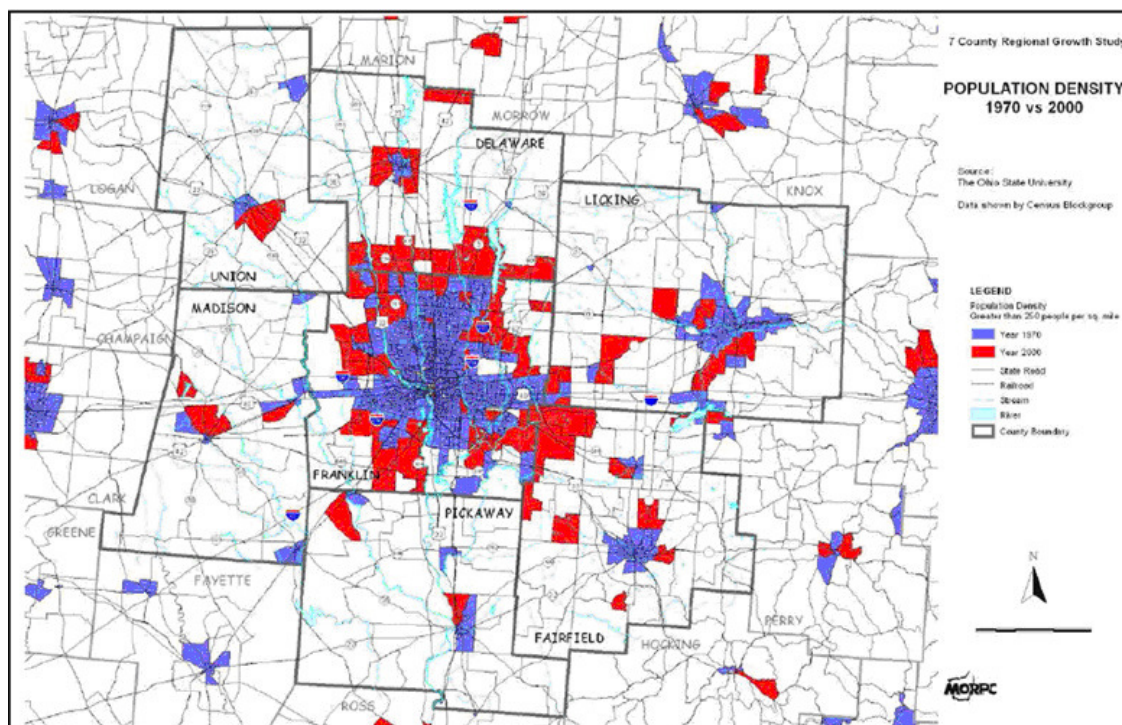 7 County Regional Growth Study
POPULATION DENSITY
1970 vs 2000
Source:
The Ohio State University
Data shown by Census Blockgroup
LEGEND
Population Density
Greater than 250 people per sq. mile
Year 1970
Year 2000
State Road
Railroad
Stream
River
County Boundary
N
MORPC
MARION
MORROW
DELAWARE
KNOX
LOGAN
LICKING
UNION
MADISON
CHAMPAIGN
FRANKLIN
CLARK
PICKAWAY
GREENE
FAYETTE
PERRY
FAIRFIELD
HOCKING
ROSS